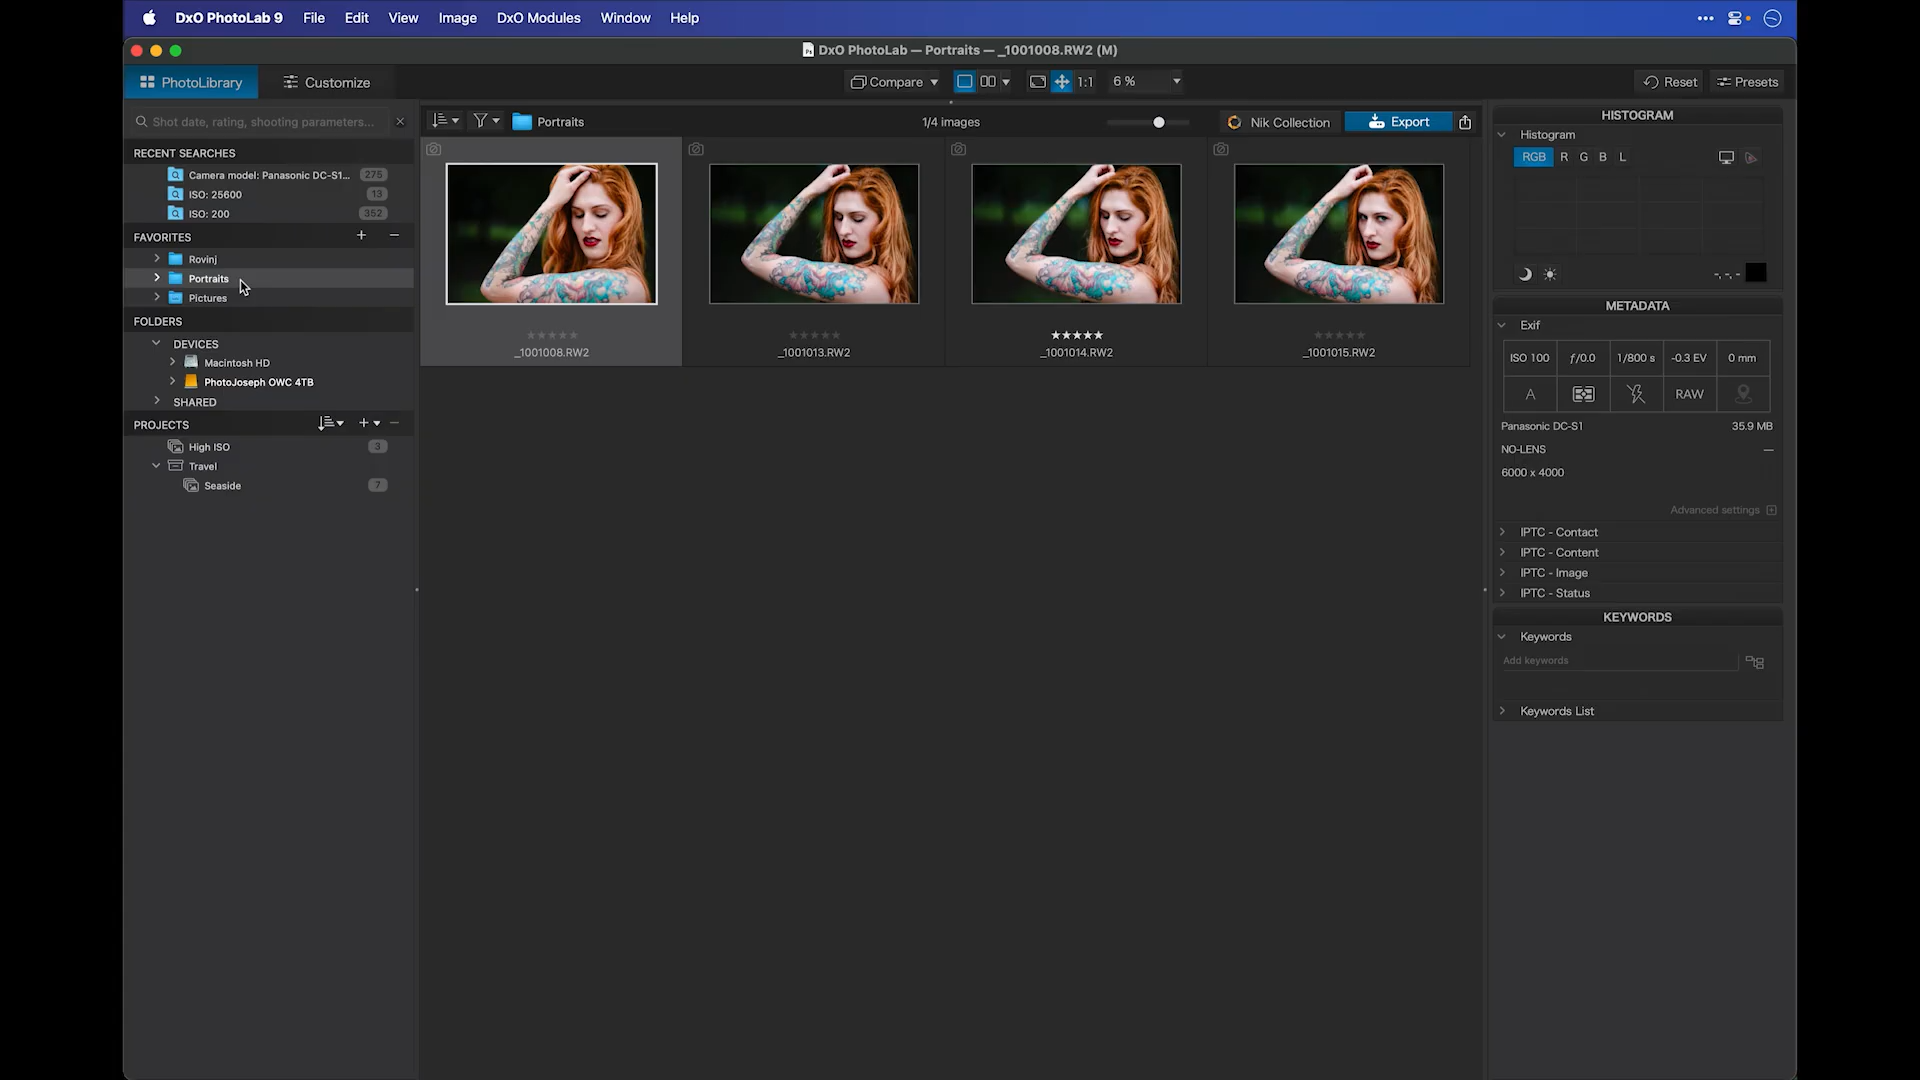 DxO PhotoLab 9 File Edit View Image DxO Modules Window Help
DxO PhotoLab — Portraits — _1001008.RW2 (M)
PhotoLibrary Customize Compare 1:1 6 % Reset Presets
Shot date, rating, shooting parameters...
Portraits 1/4 images Nik Collection Export
RECENT SEARCHES
Camera model: Panasonic DC-S1... 275
ISO: 25600 13
ISO: 200 352
FAVORITES
Rovinj
Portraits
Pictures
FOLDERS
DEVICES
Macintosh HD
PhotoJoseph OWC 4TB
SHARED
PROJECTS
High ISO 3
Travel
Seaside 7
_1001008.RW2
_1001013.RW2
_1001014.RW2
_1001015.RW2
HISTOGRAM
Histogram
RGB R G B L
-, -, -
METADATA
Exif
ISO 100 ƒ/0.0 1/800 s -0.3 EV 0 mm
A RAW
Panasonic DC-S1 35.9 MB
NO-LENS —
6000 x 4000
Advanced settings
IPTC - Contact
IPTC - Content
IPTC - Image
IPTC - Status
KEYWORDS
Keywords
Add keywords
Keywords List